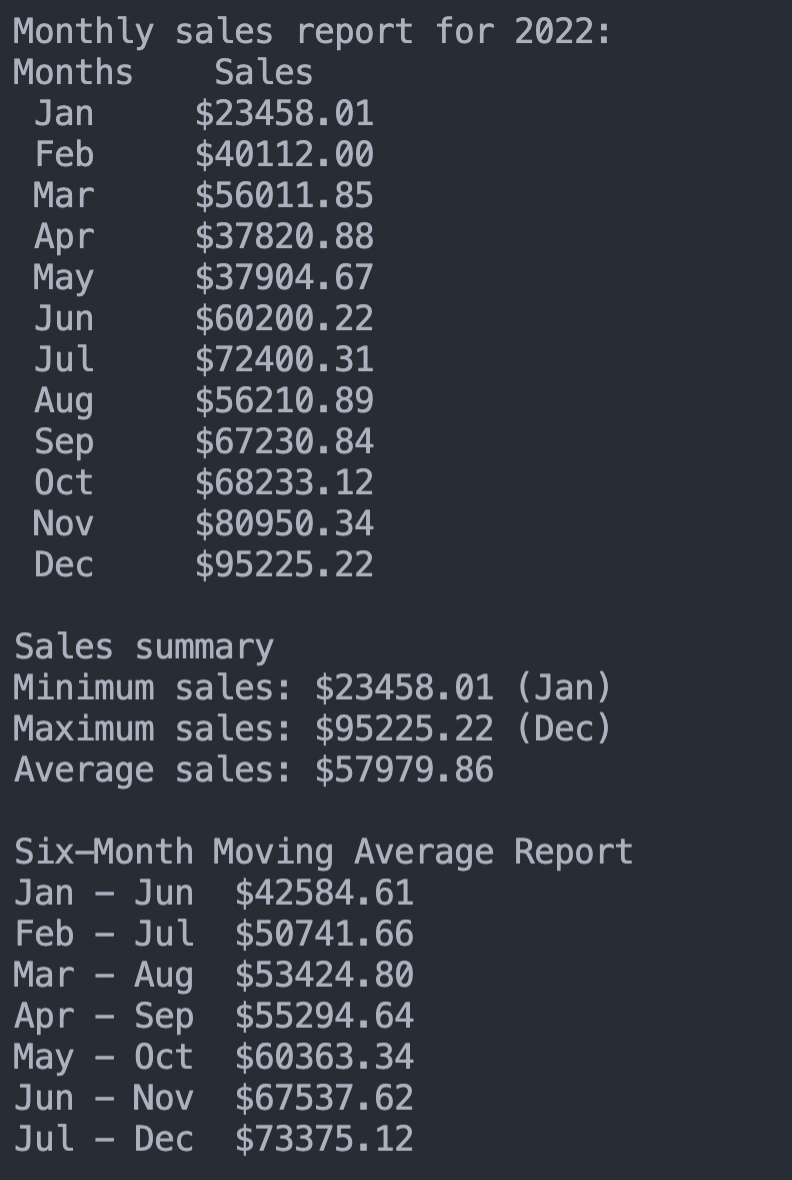 Monthly sales report for 2022:
Months    Sales
 Jan     $23458.01
 Feb     $40112.00
 Mar     $56011.85
 Apr     $37820.88
 May     $37904.67
 Jun     $60200.22
 Jul     $72400.31
 Aug     $56210.89
 Sep     $67230.84
 Oct     $68233.12
 Nov     $80950.34
 Dec     $95225.22

Sales summary
Minimum sales: $23458.01 (Jan)
Maximum sales: $95225.22 (Dec)
Average sales: $57979.86

Six-Month Moving Average Report
Jan - Jun  $42584.61
Feb - Jul  $50741.66
Mar - Aug  $53424.80
Apr - Sep  $55294.64
May - Oct  $60363.34
Jun - Nov  $67537.62
Jul - Dec  $73375.12